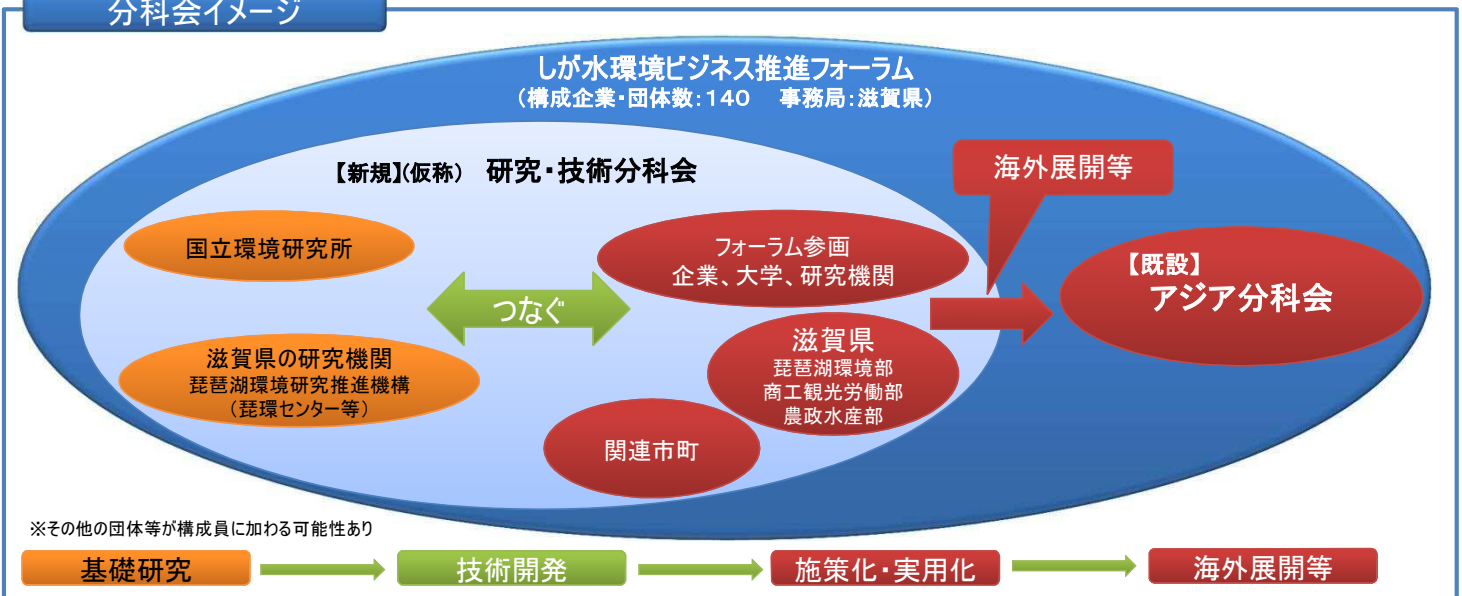 分科会イメージ
しが水環境ビジネス推進フォーラム
（構成企業・団体数：140　事務局：滋賀県）
【新規】（仮称）　研究・技術分科会
海外展開等
国立環境研究所
フォーラム参画
企業、大学、研究機関
【既設】
アジア分科会
つなぐ
滋賀県の研究機関
琵琶湖環境研究推進機構
（琵環センター等）
滋賀県
琵琶湖環境部
商工観光労働部
農政水産部
関連市町
※その他の団体等が構成員に加わる可能性あり
基礎研究
技術開発
施策化・実用化
海外展開等